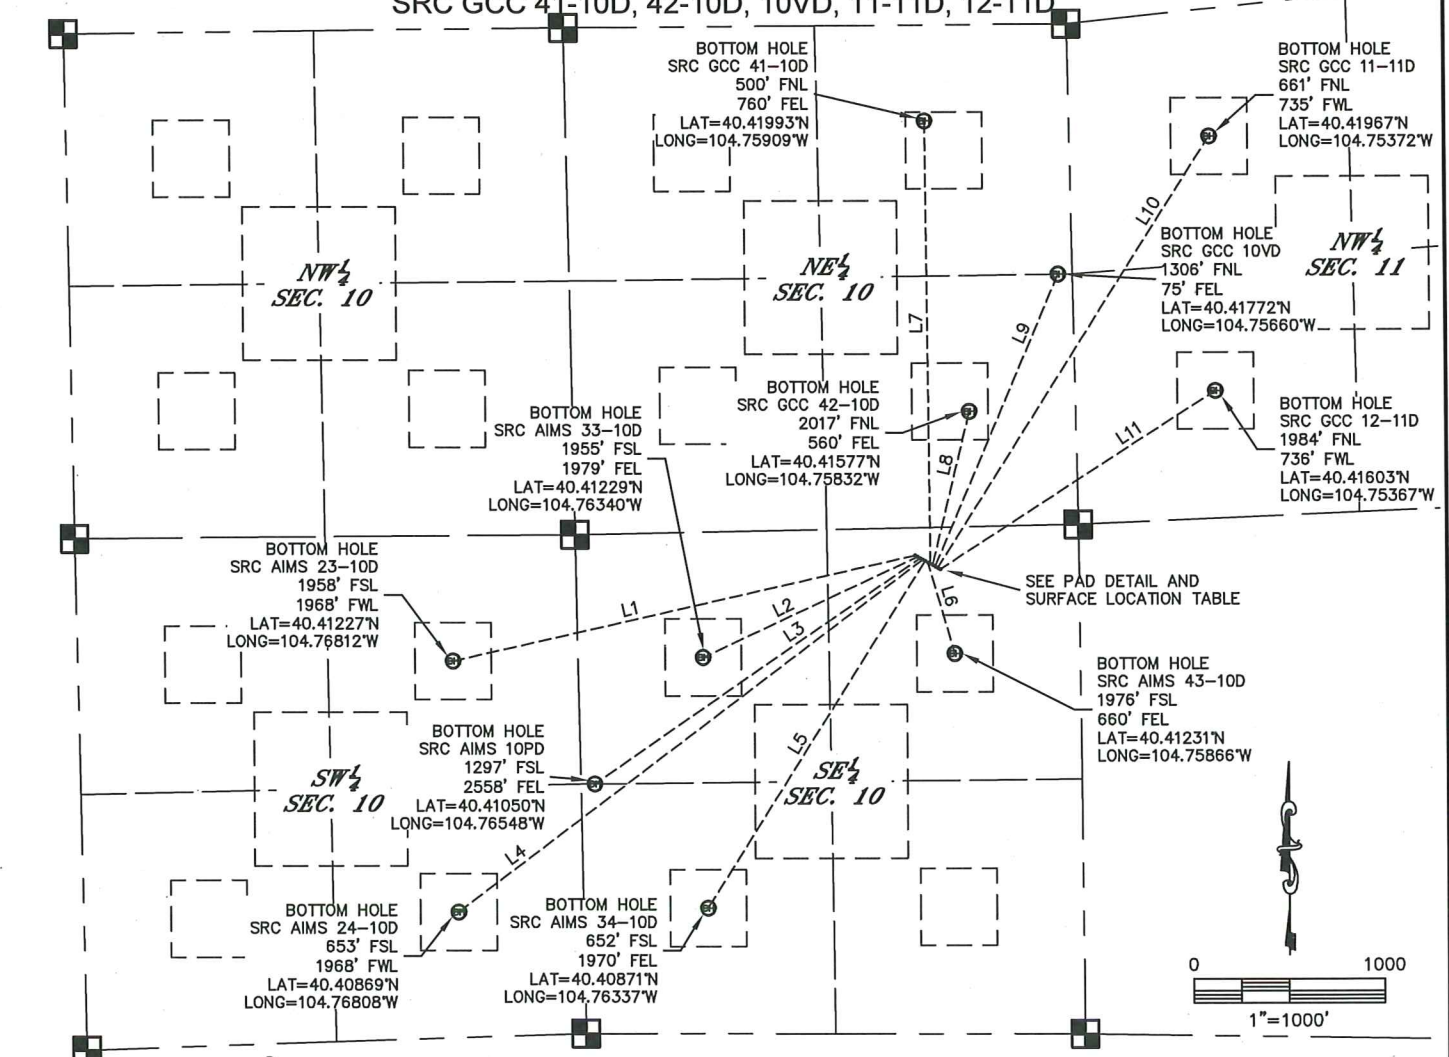 SRC GCC 41-10D, 42-10D, 10VD, 11-11D, 12-11D
BOTTOM HOLE
SRC GCC 41-10D
500' FNL
760' FEL
LAT=40.41993°N
LONG=104.75909°W
BOTTOM HOLE
SRC GCC 11-11D
661' FNL
735' FWL
LAT=40.41967°N
LONG=104.75372°W
L10
BOTTOM HOLE
SRC GCC 10VD
1306' FNL
75' FEL
LAT=40.41772°N
LONG=104.75660°W
NW¼
SEC. 10
NE¼
SEC. 10
NW¼
SEC. 11
L7
L9
BOTTOM HOLE
SRC GCC 42-10D
2017' FNL
560' FEL
LAT=40.41577°N
LONG=104.75832°W
BOTTOM HOLE
SRC AIMS 33-10D
1955' FSL
1979' FEL
LAT=40.41229°N
LONG=104.76340°W
L8
L11
BOTTOM HOLE
SRC GCC 12-11D
1984' FNL
736' FWL
LAT=40.41603°N
LONG=104.75367°W
BOTTOM HOLE
SRC AIMS 23-10D
1958' FSL
1968' FWL
LAT=40.41227°N
LONG=104.76812°W
L1
L2
L3
L6
SEE PAD DETAIL AND
SURFACE LOCATION TABLE
BOTTOM HOLE
SRC AIMS 43-10D
1976' FSL
660' FEL
LAT=40.41231°N
LONG=104.75866°W
BOTTOM HOLE
SRC AIMS 10PD
1297' FSL
2558' FEL
LAT=40.41050°N
LONG=104.76548°W
L5
SW¼
SEC. 10
SE¼
SEC. 10
L4
BOTTOM HOLE
SRC AIMS 24-10D
653' FSL
1968' FWL
LAT=40.40869°N
LONG=104.76808°W
BOTTOM HOLE
SRC AIMS 34-10D
652' FSL
1970' FEL
LAT=40.40871°N
LONG=104.76337°W
0 1000
1"=1000'